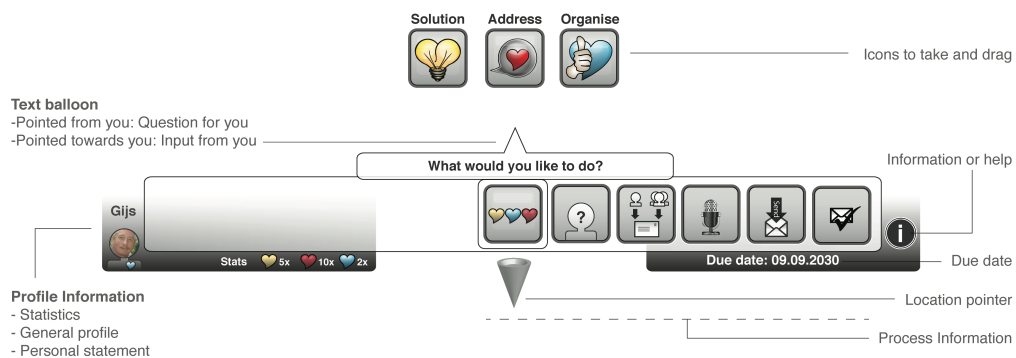 Solution Address Organise
Icons to take and drag
Text balloon
-Pointed from you: Question for you
-Pointed towards you: Input from you
What would you like to do?
Information or help
Gijs
?
Send
i
Stats 5x 10x 2x
Due date: 09.09.2030
Due date
Profile Information
- Statistics
- General profile
- Personal statement
Location pointer
Process Information